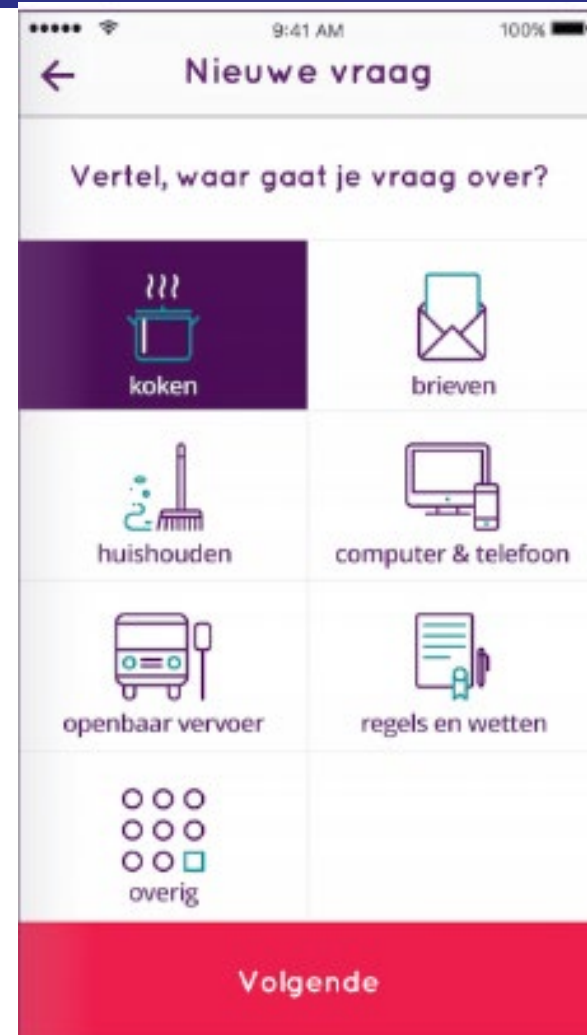 9:41 AM 100%
Nieuwe vraag
Vertel, waar gaat je vraag over?
koken brieven
huishouden computer & telefoon
openbaar vervoer regels en wetten
overig
Volgende